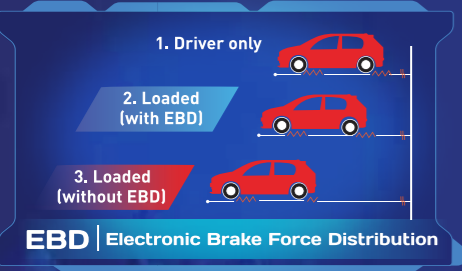 1. Driver only
2. Loaded
(with EBD)
3. Loaded
(without EBD)
EBD | Electronic Brake Force Distribution